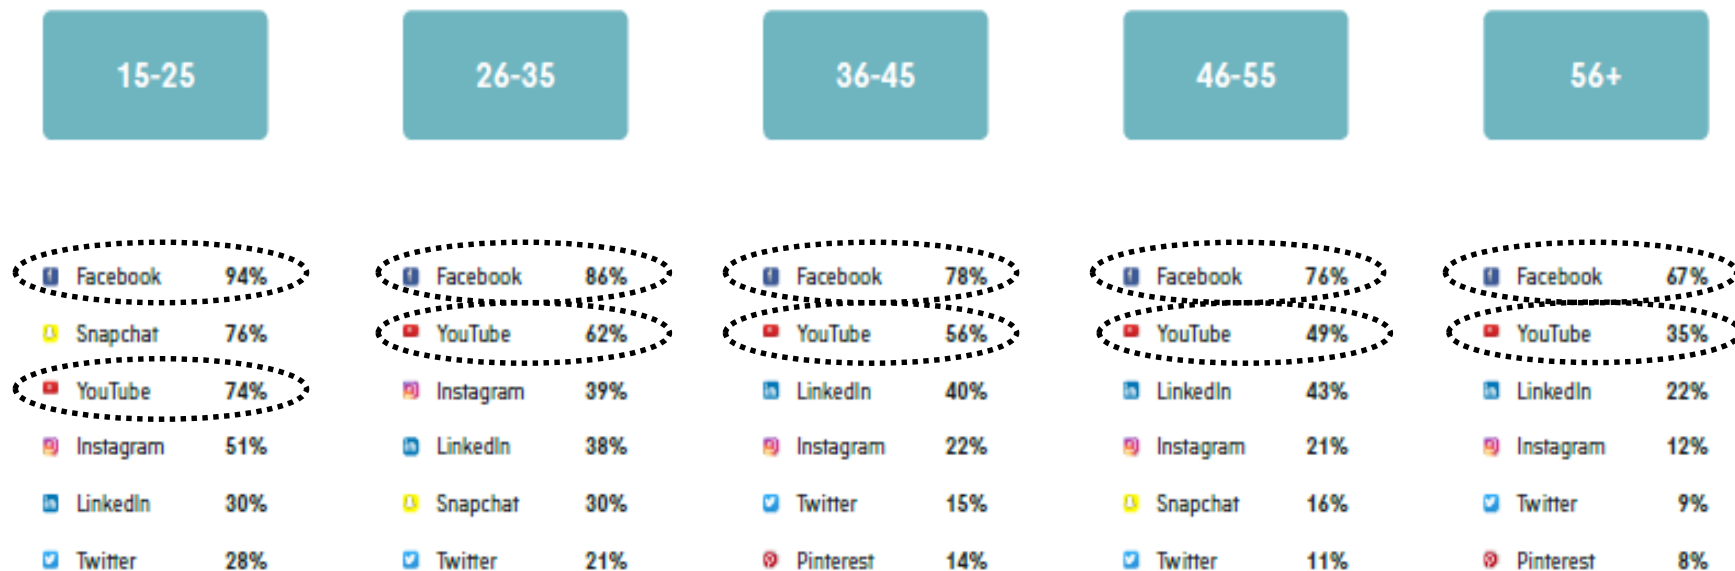 15-25 26-35 36-45 46-55 56+
Facebook 94% Facebook 86% Facebook 78% Facebook 76% Facebook 67%
Snapchat 76% YouTube 62% YouTube 56% YouTube 49% YouTube 35%
YouTube 74% Instagram 39% LinkedIn 40% LinkedIn 43% LinkedIn 22%
Instagram 51% LinkedIn 38% Instagram 22% Instagram 21% Instagram 12%
LinkedIn 30% Snapchat 30% Twitter 15% Snapchat 16% Twitter 9%
Twitter 28% Twitter 21% Pinterest 14% Twitter 11% Pinterest 8%